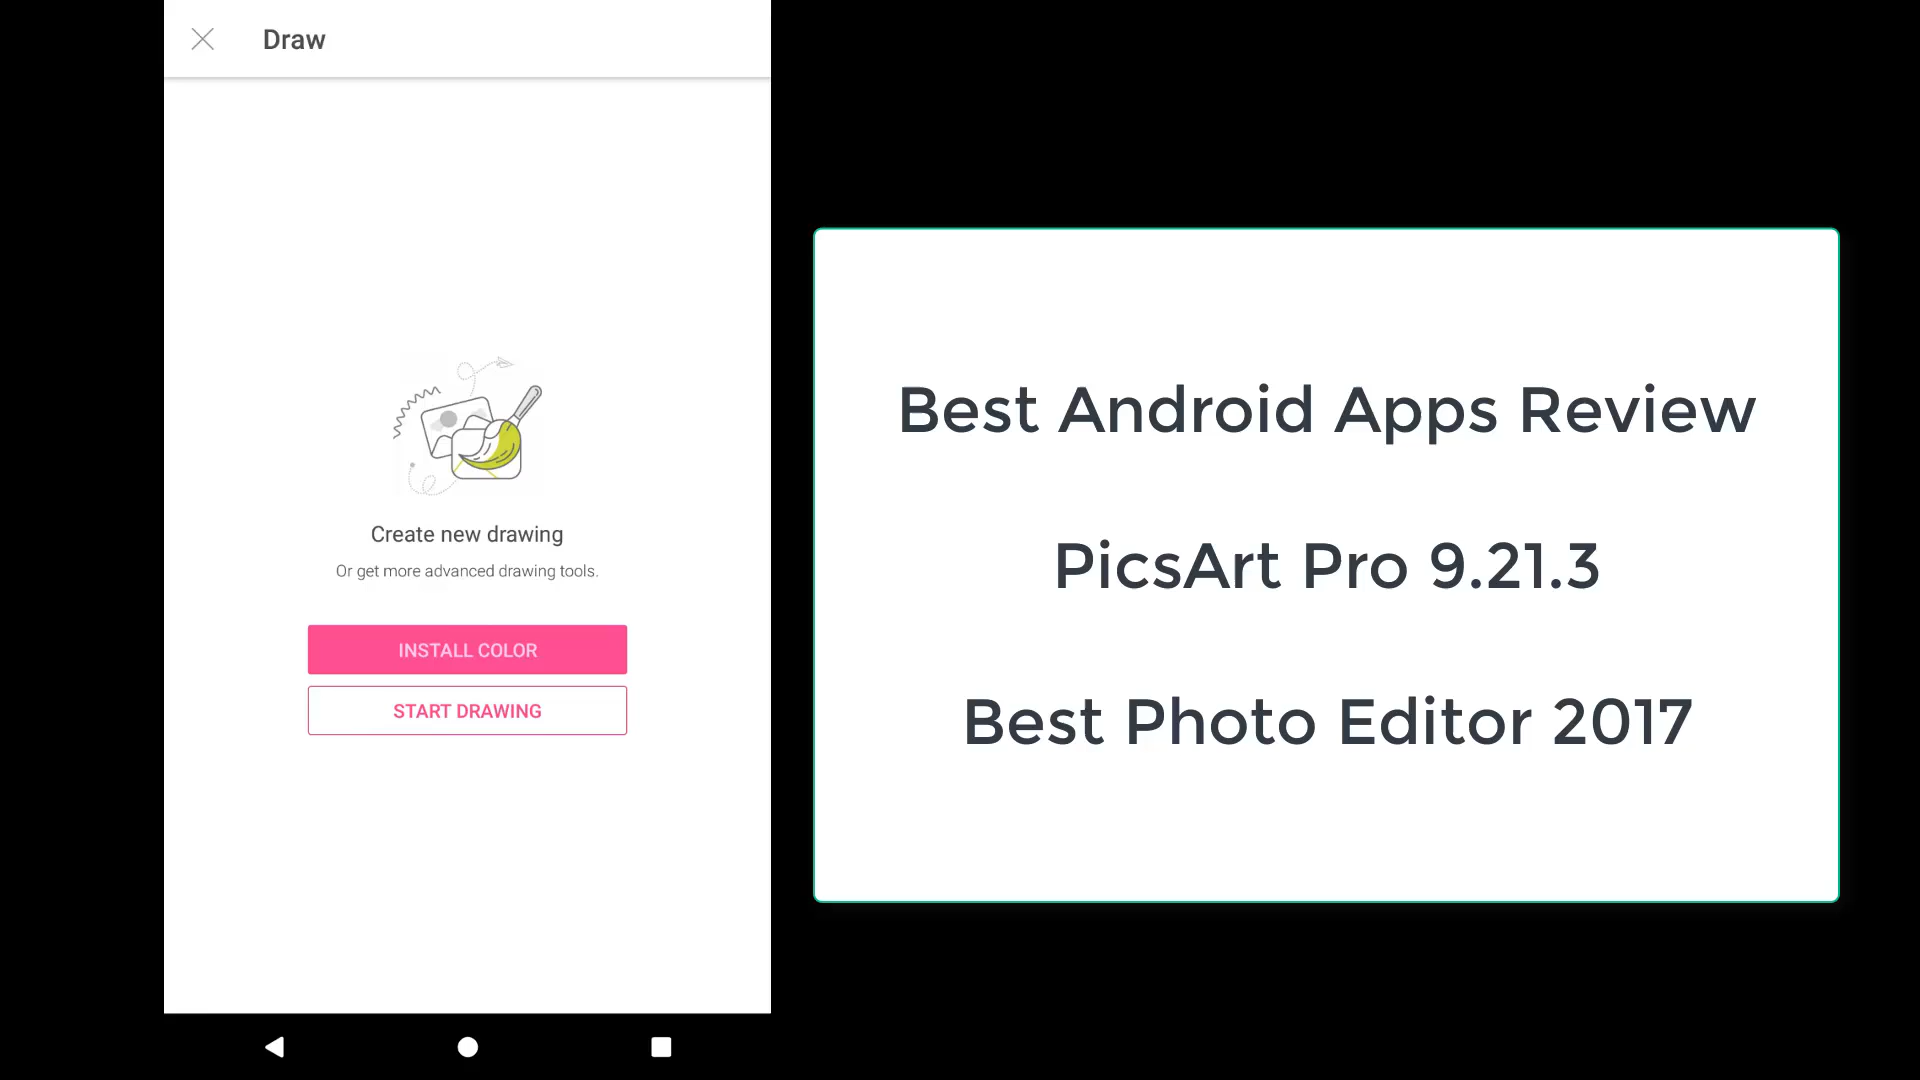 Draw
Create new drawing
Or get more advanced drawing tools.
INSTALL COLOR
START DRAWING
Best Android Apps Review
PicsArt Pro 9.21.3
Best Photo Editor 2017